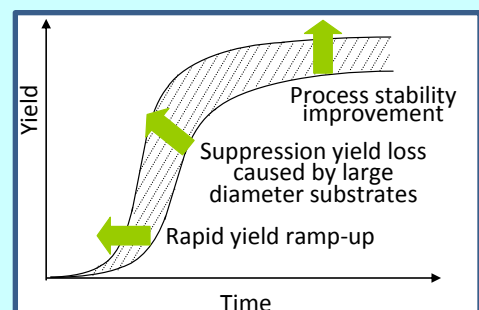 Yield
Process stability
improvement
Suppression yield loss
caused by large
diameter substrates
Rapid yield ramp-up
Time